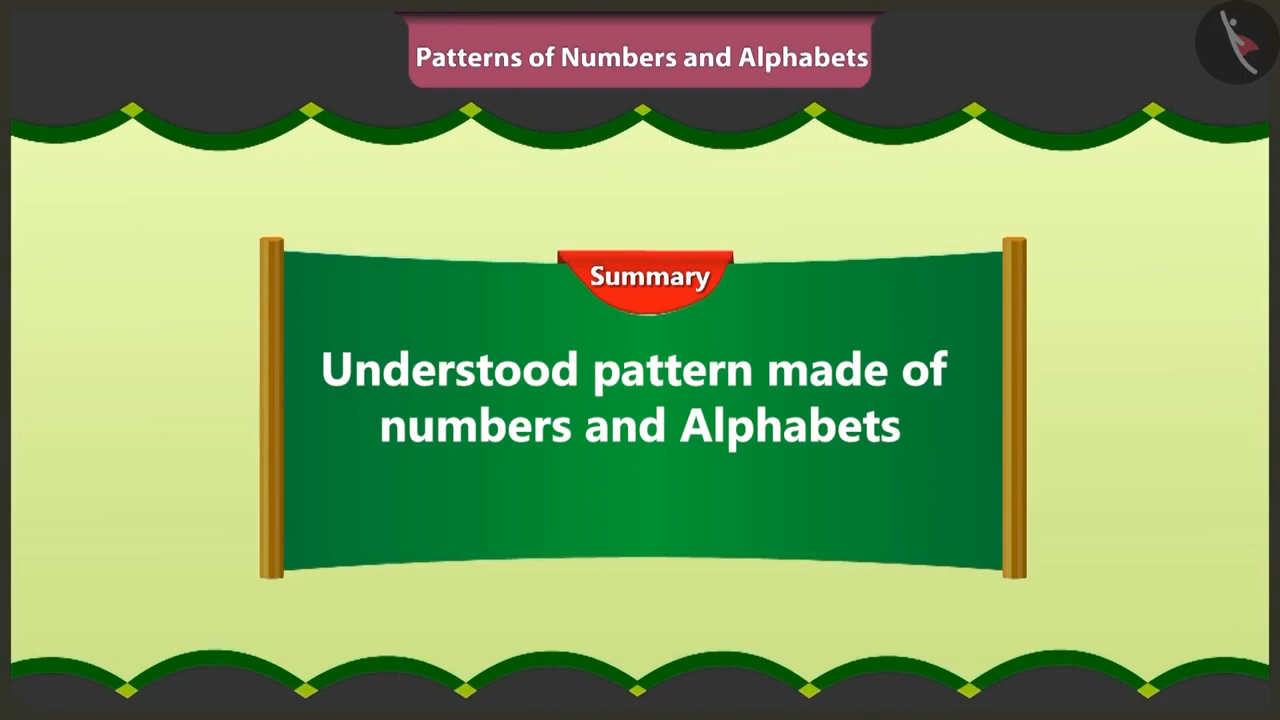 Patterns of Numbers and Alphabets
Summary
Understood pattern made of
numbers and Alphabets